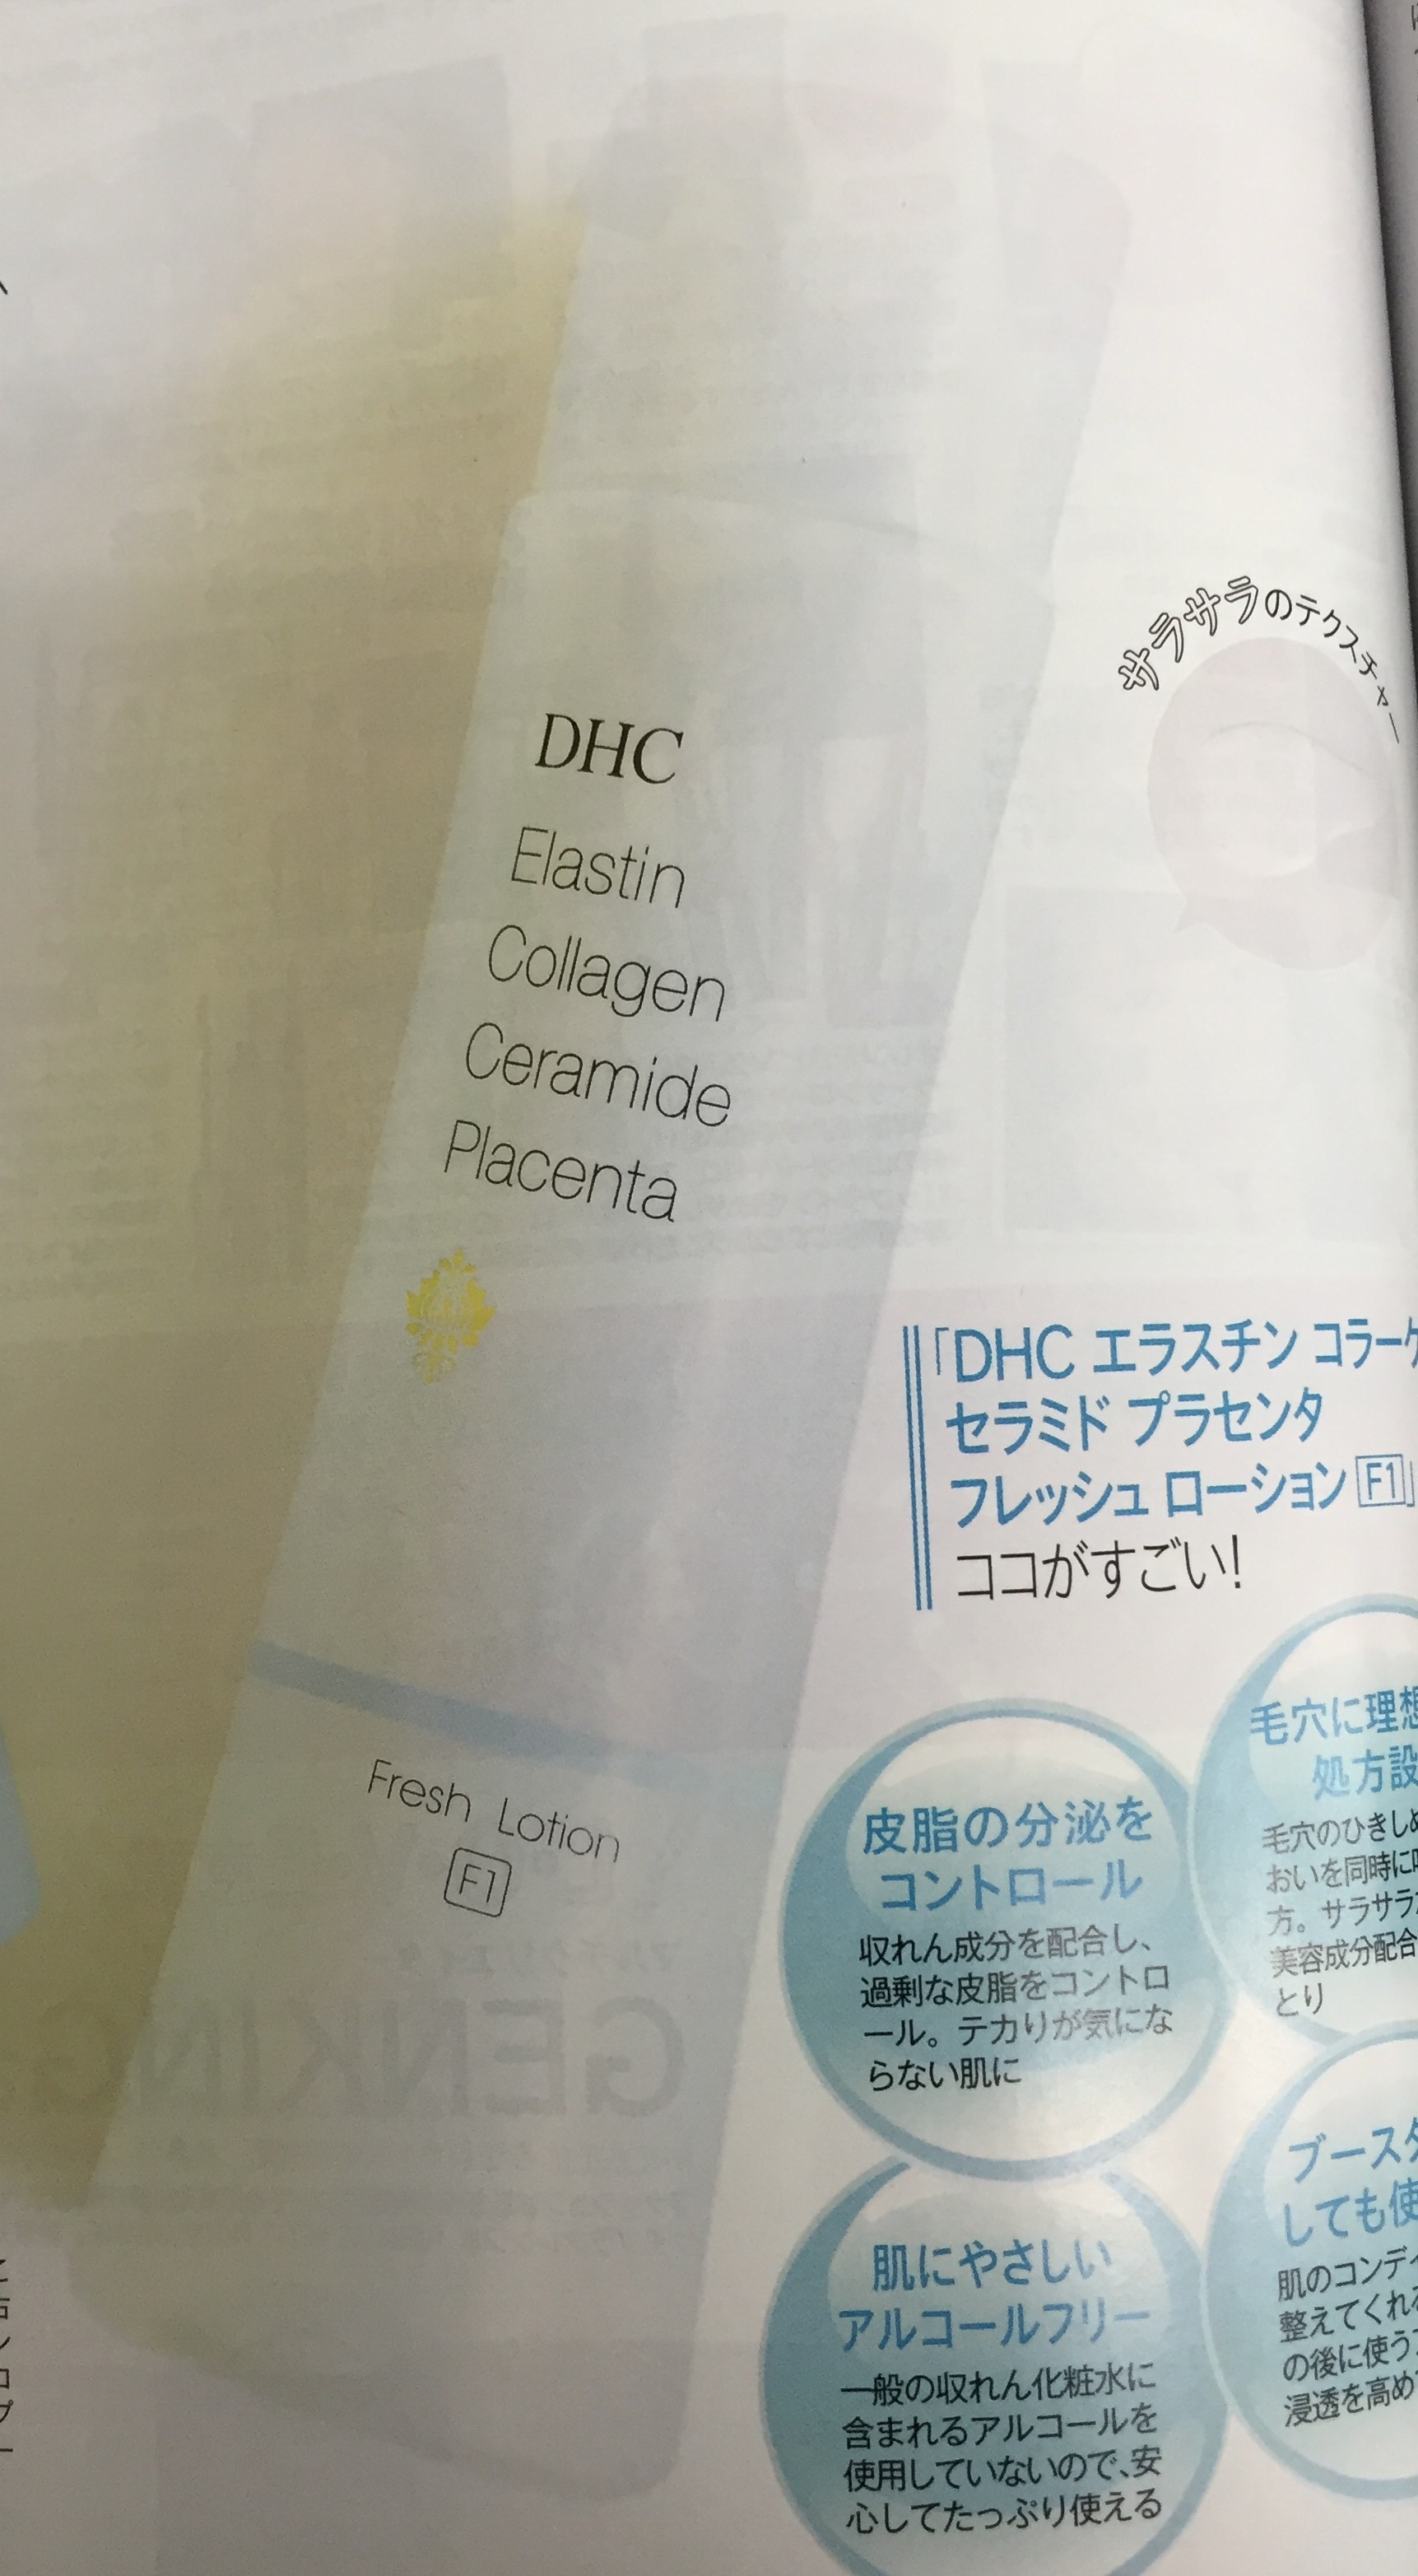 サラサラのテクスチャー
DHC
Elastin
Collagen
Ceramide
Placenta
「DHC エラスチン コラーゲ
セラミド プラセンタ
フレッシュ ローション F1」
ココがすごい!
Fresh Lotion
F1
皮脂の分泌を
コントロール
収れん成分を配合し、
過剰な皮脂をコントロ
ール。テカりが気にな
らない肌に
毛穴に理想
処方設
毛穴のひきしめ
おいを同時に
方。サラサラ
美容成分配合
とり
肌にやさしい
アルコールフリー
一般の収れん化粧水に
含まれるアルコールを
使用していないので、安
心してたっぷり使える
ブースタ
しても使
肌のコンディ
整えてくれる
の後に使う
浸透を高め